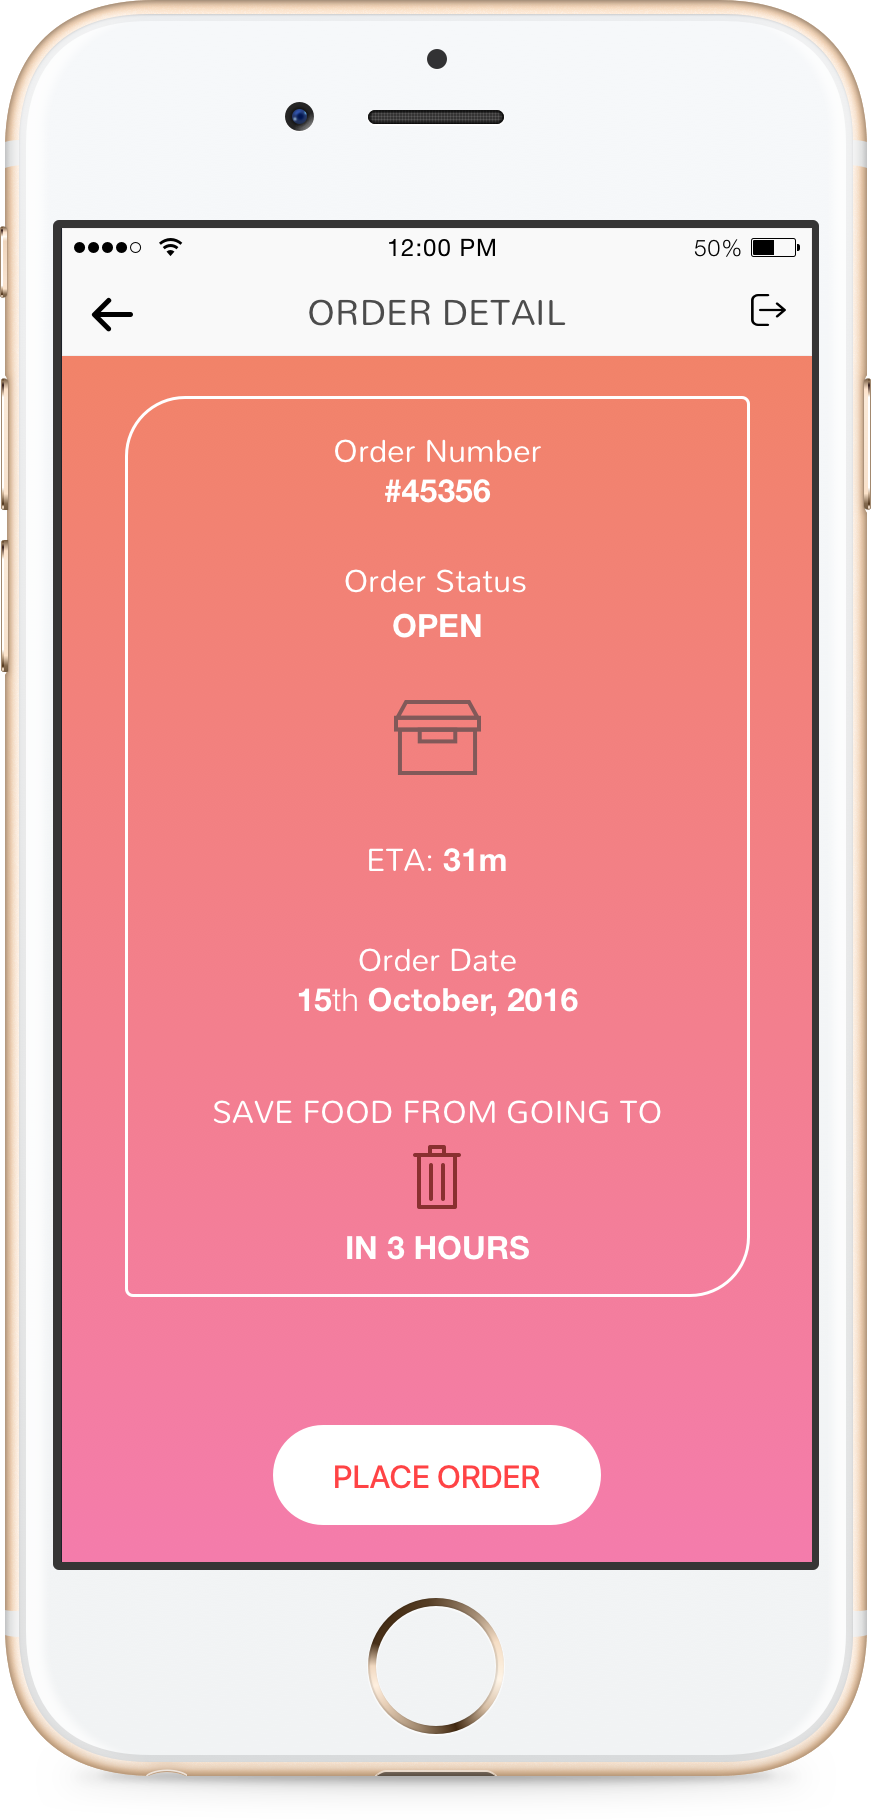 12:00 PM
50%
ORDER DETAIL
Order Number
#45356
Order Status
OPEN
ETA: 31m
Order Date
15th October, 2016
SAVE FOOD FROM GOING TO
IN 3 HOURS
PLACE ORDER